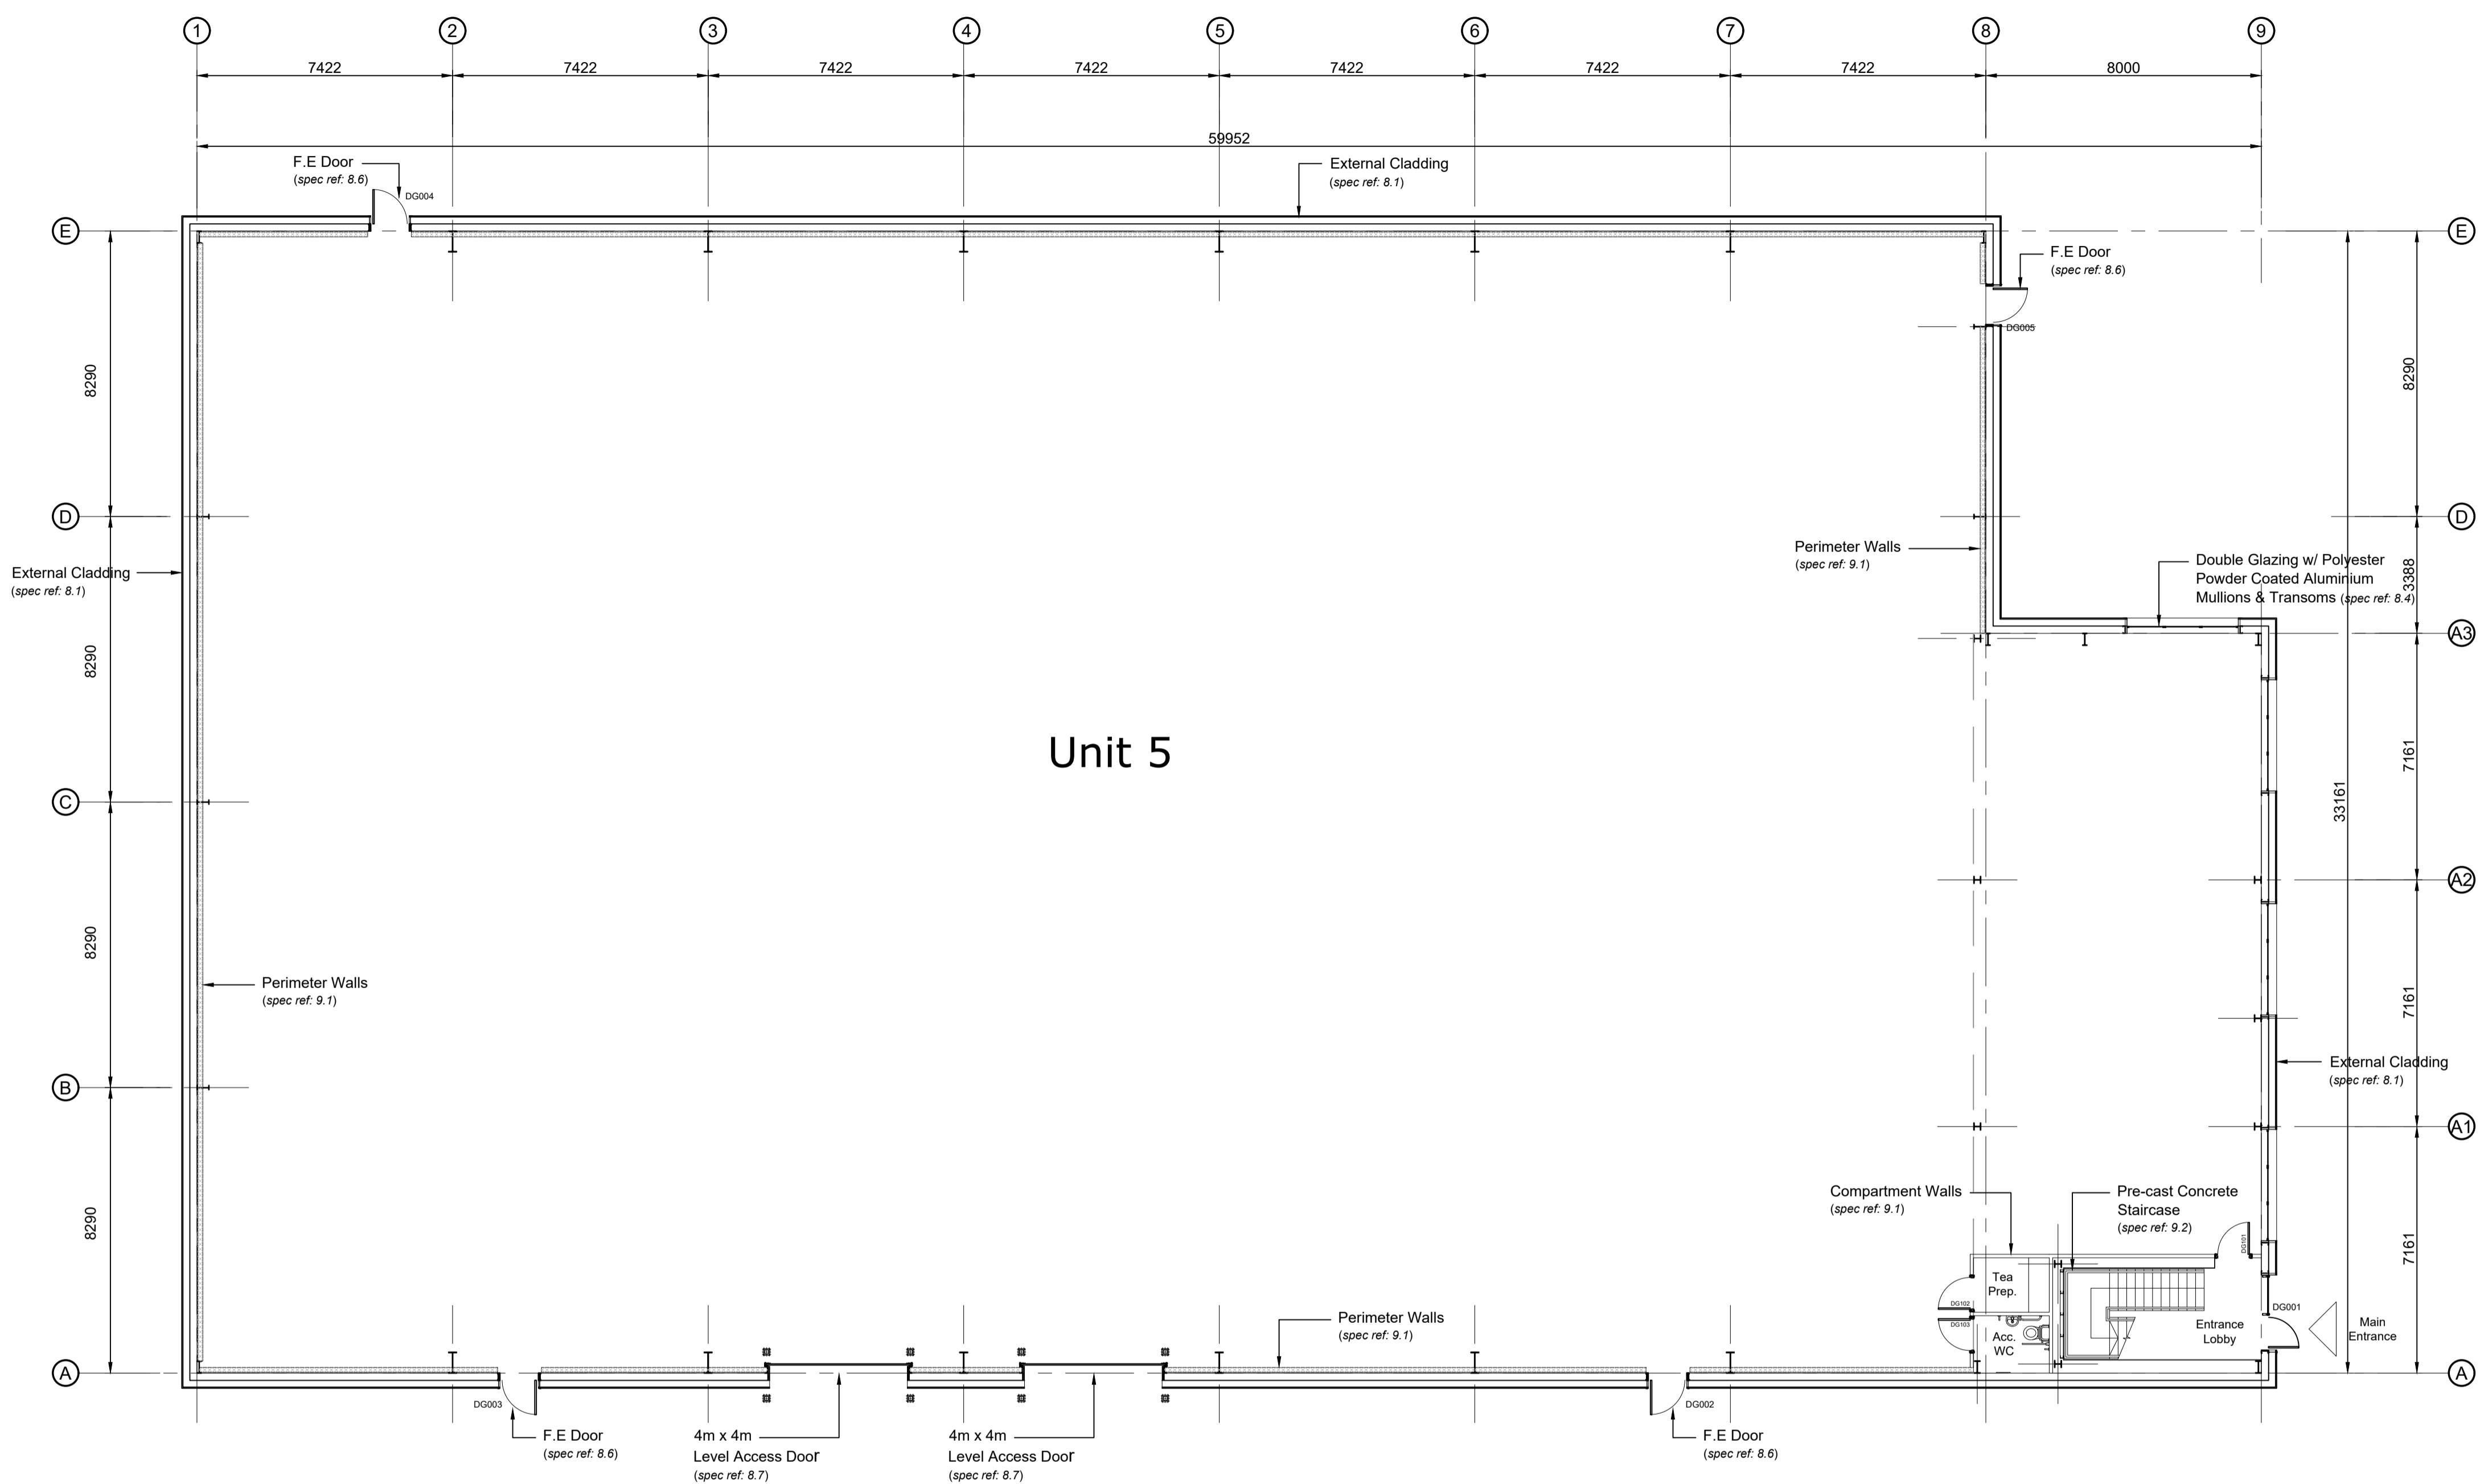 1 2 3 4 5 6 7 8 9
7422 7422 7422 7422 7422 7422 7422 8000
59952
F.E Door
(spec ref: 8.6)
DG004
External Cladding
(spec ref: 8.1)
E
E
F.E Door
(spec ref: 8.6)
DG005
8290
8290
D
D
External Cladding
(spec ref: 8.1)
Perimeter Walls
(spec ref: 9.1)
Double Glazing w/ Polyester
Powder Coated Aluminium
Mullions & Transoms (spec ref: 8.4)
3388
A3
8290
Unit 5
7161
33161
C
A2
8290
Perimeter Walls
(spec ref: 9.1)
7161
External Cladding
(spec ref: 8.1)
B
A1
8290
Compartment Walls
(spec ref: 9.1)
Pre-cast Concrete
Staircase
(spec ref: 9.2)
DG101
7161
Tea
Prep.
DG102
DG103
Acc.
WC
Entrance
Lobby
DG001
Main
Entrance
Perimeter Walls
(spec ref: 9.1)
A
A
DG003
DG002
F.E Door
(spec ref: 8.6)
4m x 4m
Level Access Door
(spec ref: 8.7)
4m x 4m
Level Access Door
(spec ref: 8.7)
F.E Door
(spec ref: 8.6)